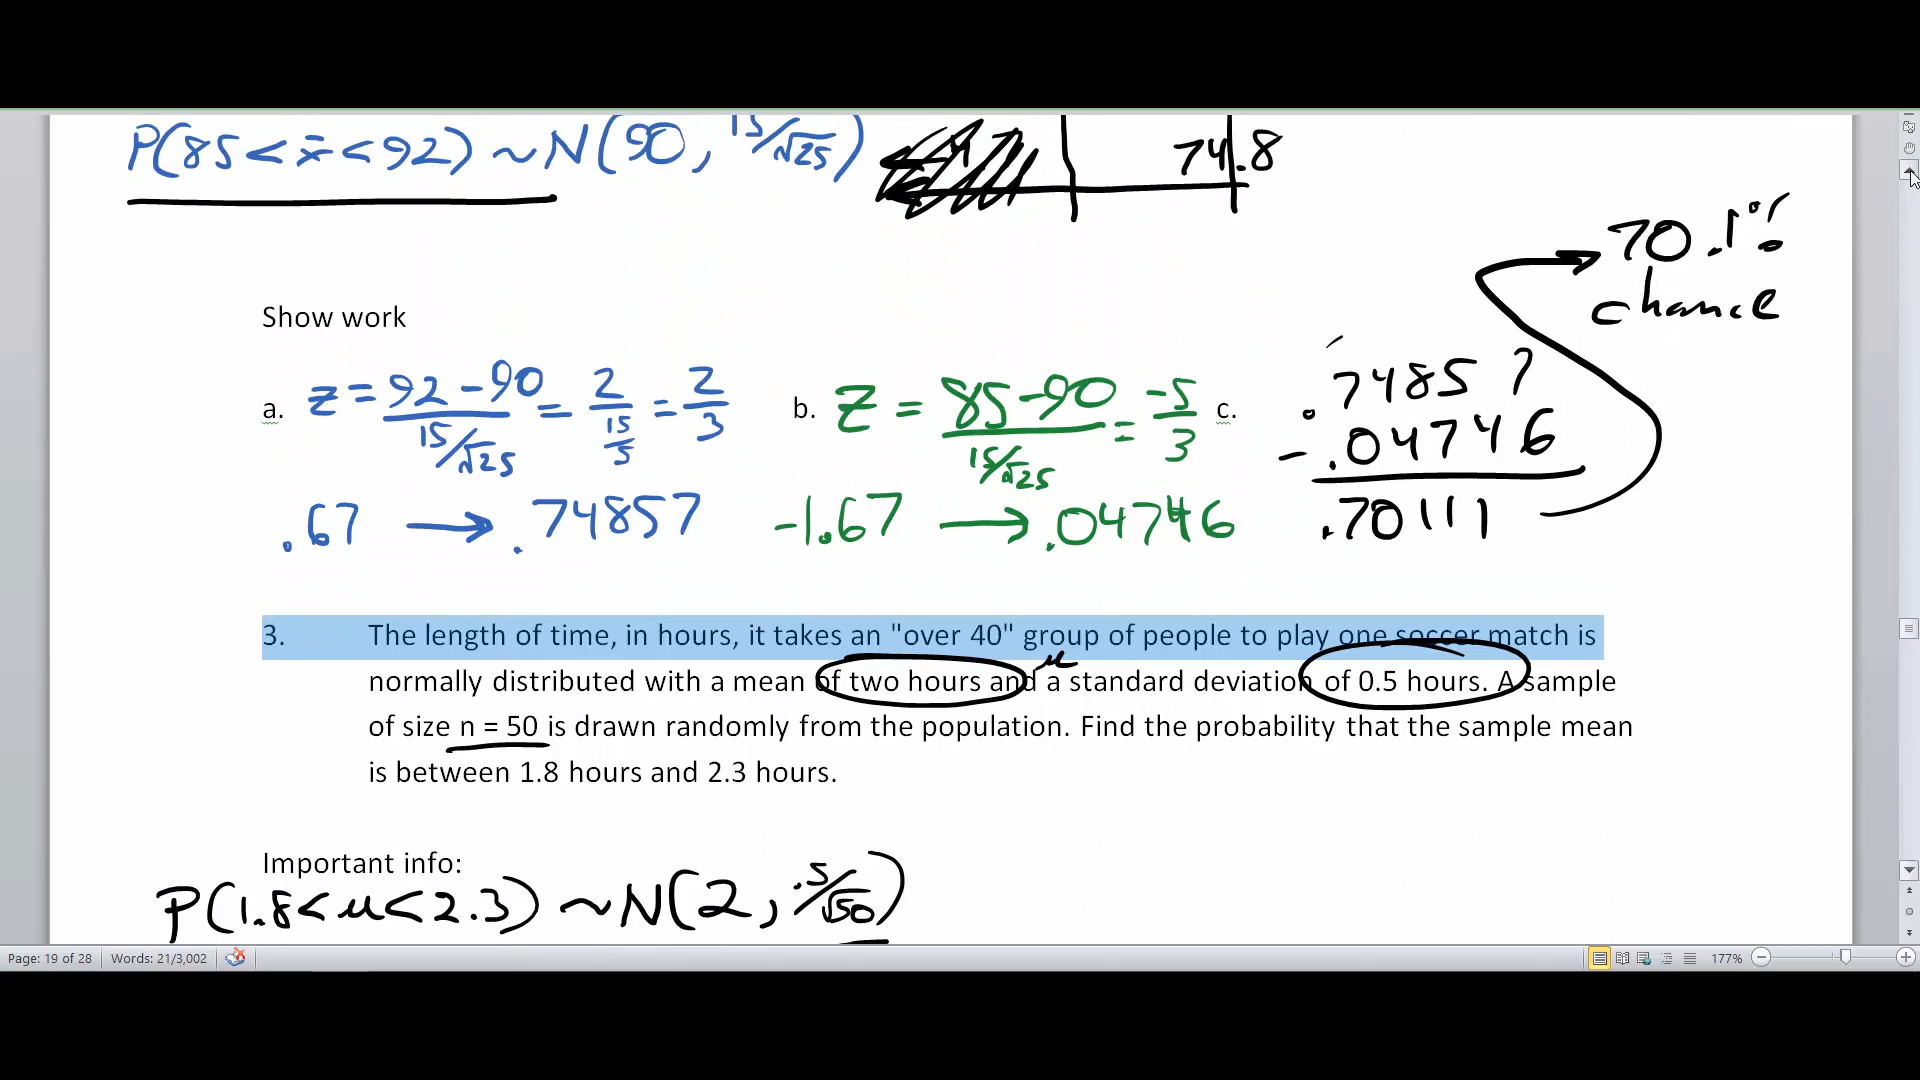 P(85 < x̄ < 92) ~ N(90, 15/√25)
74.8
70.1%
chance
Show work
a. z = 92-90 / 15/√25 = 2 / 15/5 = 2/3
b. z = 85-90 / 15/√25 = -5/3
c. .74857
- .04746
.70111
.67 → .74857
-1.67 → .04746
3. The length of time, in hours, it takes an "over 40" group of people to play one soccer match is
μ
normally distributed with a mean of two hours and a standard deviation of 0.5 hours. A sample
of size n = 50 is drawn randomly from the population. Find the probability that the sample mean
is between 1.8 hours and 2.3 hours.
Important info:
P(1.8 < μ < 2.3) ~ N(2, .5/√50)
Page: 19 of 28 Words: 21/3,002 177%